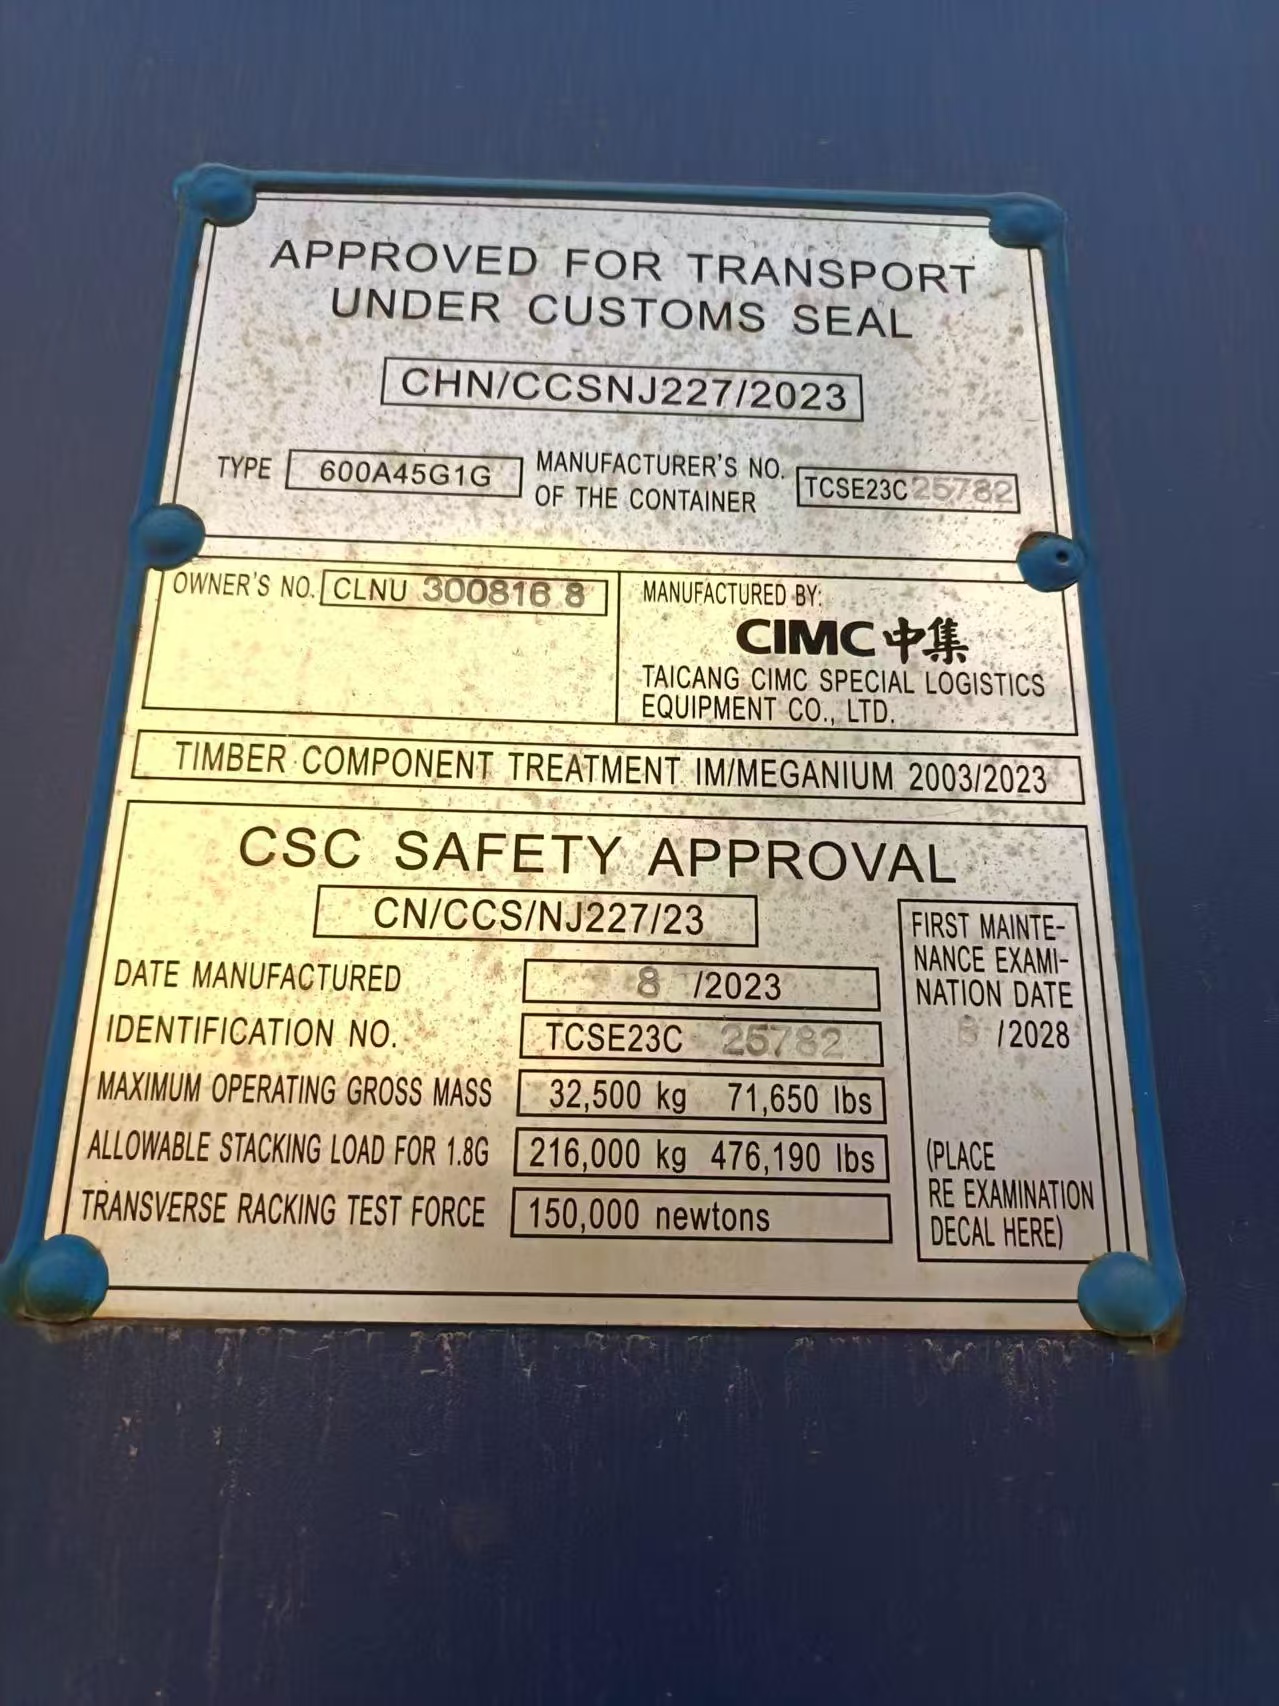 APPROVED FOR TRANSPORT
UNDER CUSTOMS SEAL
CHN/CCSNJ227/2023
TYPE 600A45G1G MANUFACTURER'S NO. OF THE CONTAINER TCSE23C25782
OWNER'S NO. CLNU 300816 8
MANUFACTURED BY:
CIMC 中集
TAICANG CIMC SPECIAL LOGISTICS
EQUIPMENT CO., LTD.
TIMBER COMPONENT TREATMENT IM/MEGANIUM 2003/2023
CSC SAFETY APPROVAL
CN/CCS/NJ227/23
DATE MANUFACTURED 8 /2023
IDENTIFICATION NO. TCSE23C 25782
MAXIMUM OPERATING GROSS MASS 32,500 kg 71,650 lbs
ALLOWABLE STACKING LOAD FOR 1.8G 216,000 kg 476,190 lbs
TRANSVERSE RACKING TEST FORCE 150,000 newtons
FIRST MAINTE-
NANCE EXAMI-
NATION DATE
/2028
(PLACE
RE EXAMINATION
DECAL HERE)